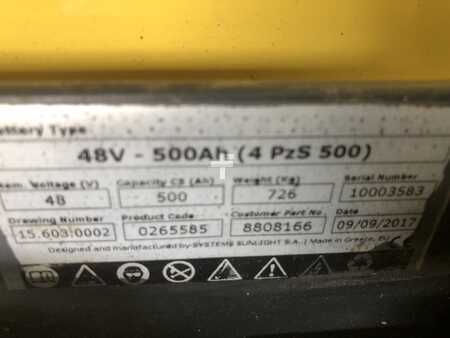 Battery Type
48V - 500Ah (4 PzS 500)
Nom. Voltage (V) Capacity C5 (Ah) Weight (Kg) Serial Number
48 500 726 10003583
Drawing Number Product Code Customer Part No Date
15.603.0002 0265585 8808166 09/09/2017
Designed and manufactured by SYSTEMS SUNLIGHT S.A. / Made in Greece, EU